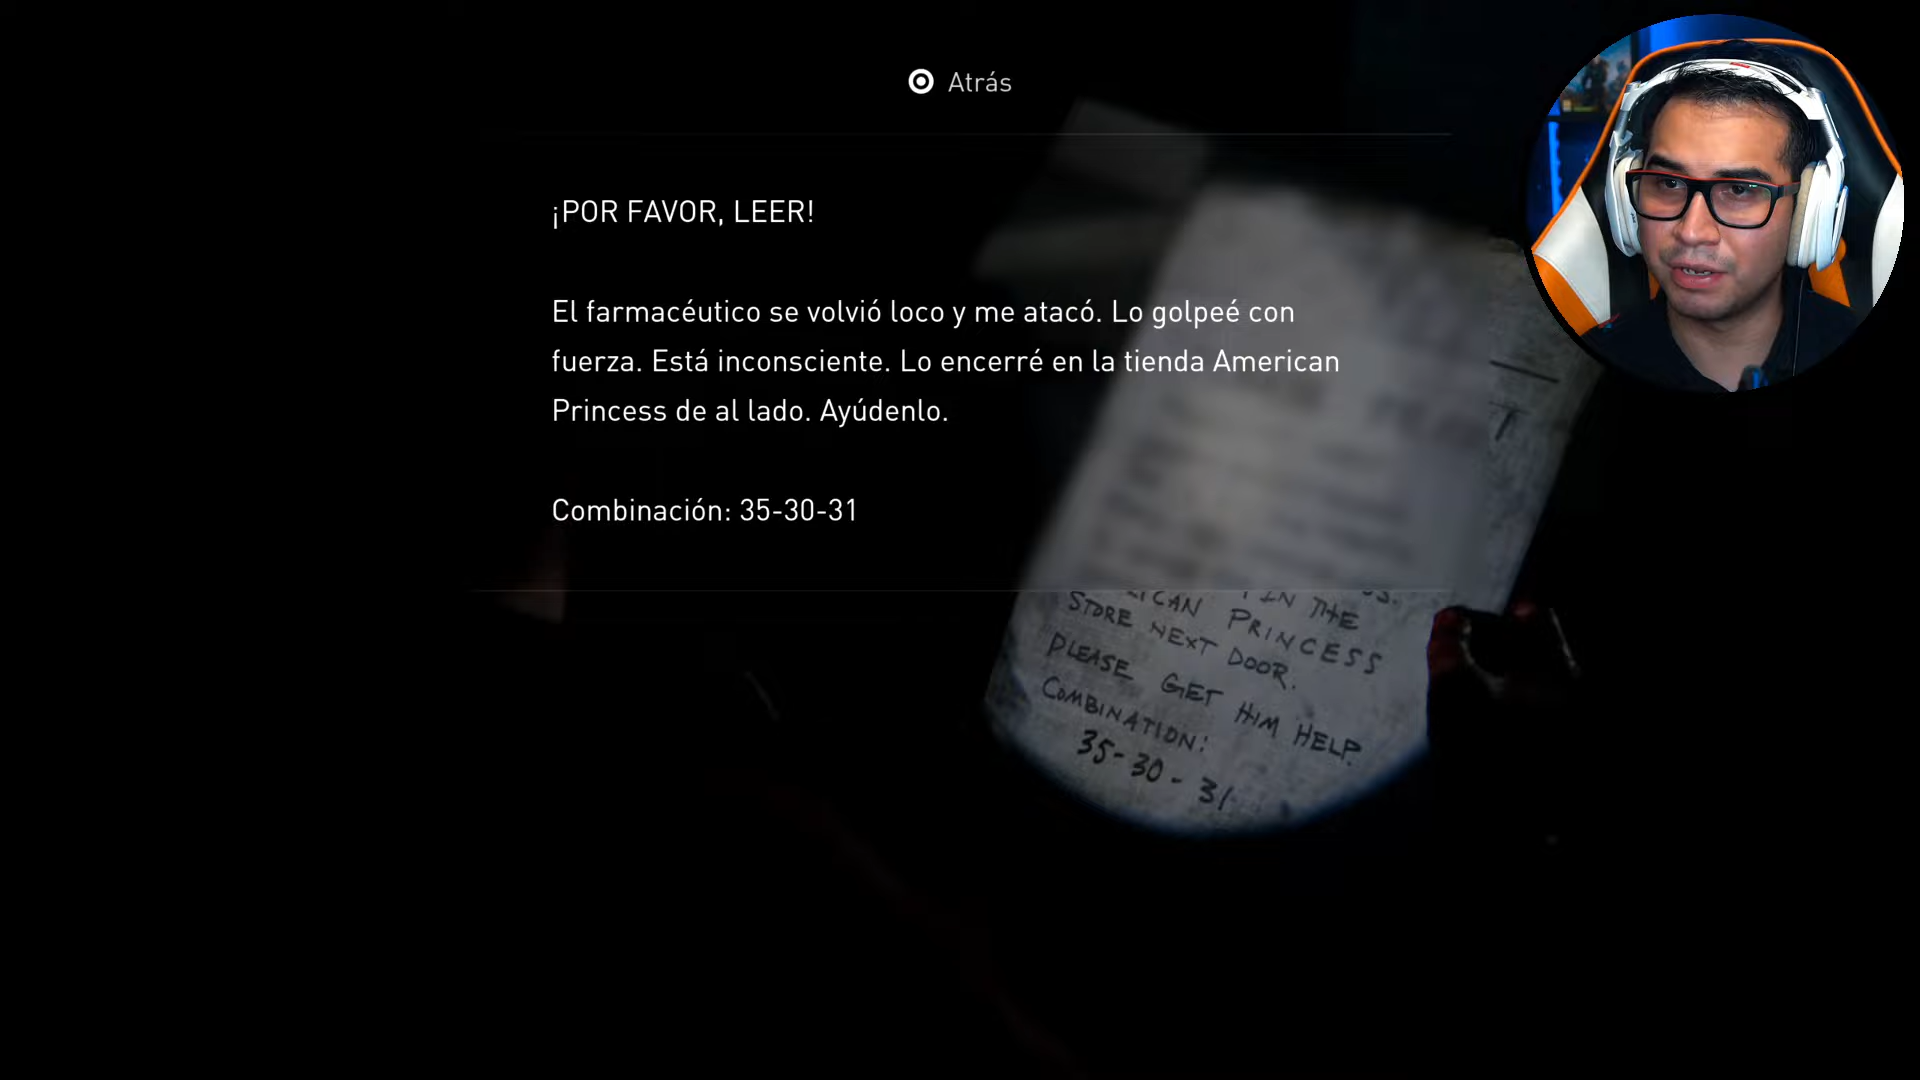 Atrás
¡POR FAVOR, LEER!
El farmacéutico se volvió loco y me atacó. Lo golpeé con
fuerza. Está inconsciente. Lo encerré en la tienda American
Princess de al lado. Ayúdenlo.
Combinación: 35-30-31
IN THE
PRINCESS
STORE NEXT DOOR.
PLEASE GET HIM HELP.
COMBINATION:
35-30-31